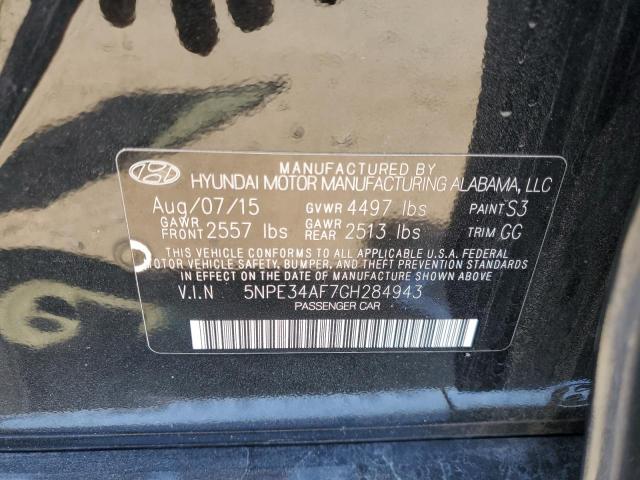 MANUFACTURED BY
HYUNDAI MOTOR MANUFACTURING ALABAMA, LLC
Aug/07/15 GVWR 4497 lbs PAINT S3
GAWR FRONT 2557 lbs GAWR REAR 2513 lbs TRIM GG
THIS VEHICLE CONFORMS TO ALL APPLICABLE U.S.A. FEDERAL
MOTOR VEHICLE SAFETY, BUMPER, AND THEFT PREVENTION STANDARDS
IN EFFECT ON THE DATE OF MANUFACTURE SHOWN ABOVE.
V.I.N 5NPE34AF7GH284943
PASSENGER CAR